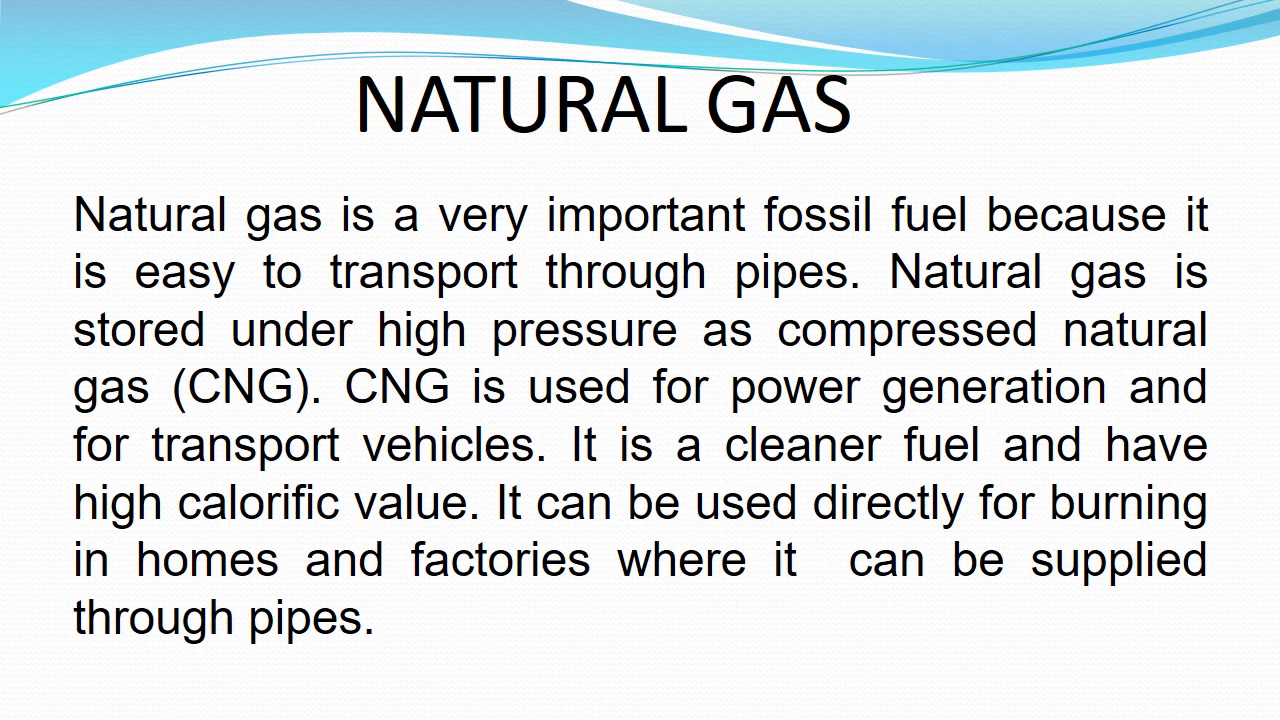 NATURAL GAS
Natural gas is a very important fossil fuel because it
is easy to transport through pipes. Natural gas is
stored under high pressure as compressed natural
gas (CNG). CNG is used for power generation and
for transport vehicles. It is a cleaner fuel and have
high calorific value. It can be used directly for burning
in homes and factories where it  can be supplied
through pipes.